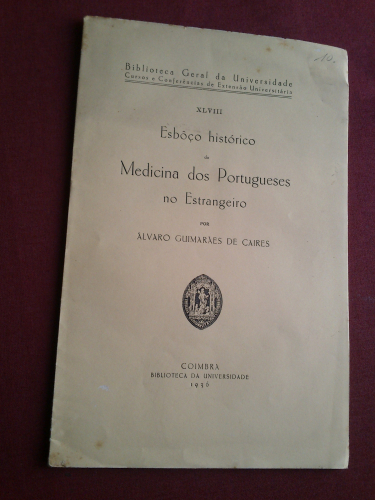 Biblioteca Geral da Universidade
Cursos e Conferências de Extensão Universitária
XLVIII
Esbôço histórico
da
Medicina dos Portugueses
no Estrangeiro
POR
ÁLVARO GUIMARÃES DE CAIRES
COIMBRA
BIBLIOTECA DA UNIVERSIDADE
1936